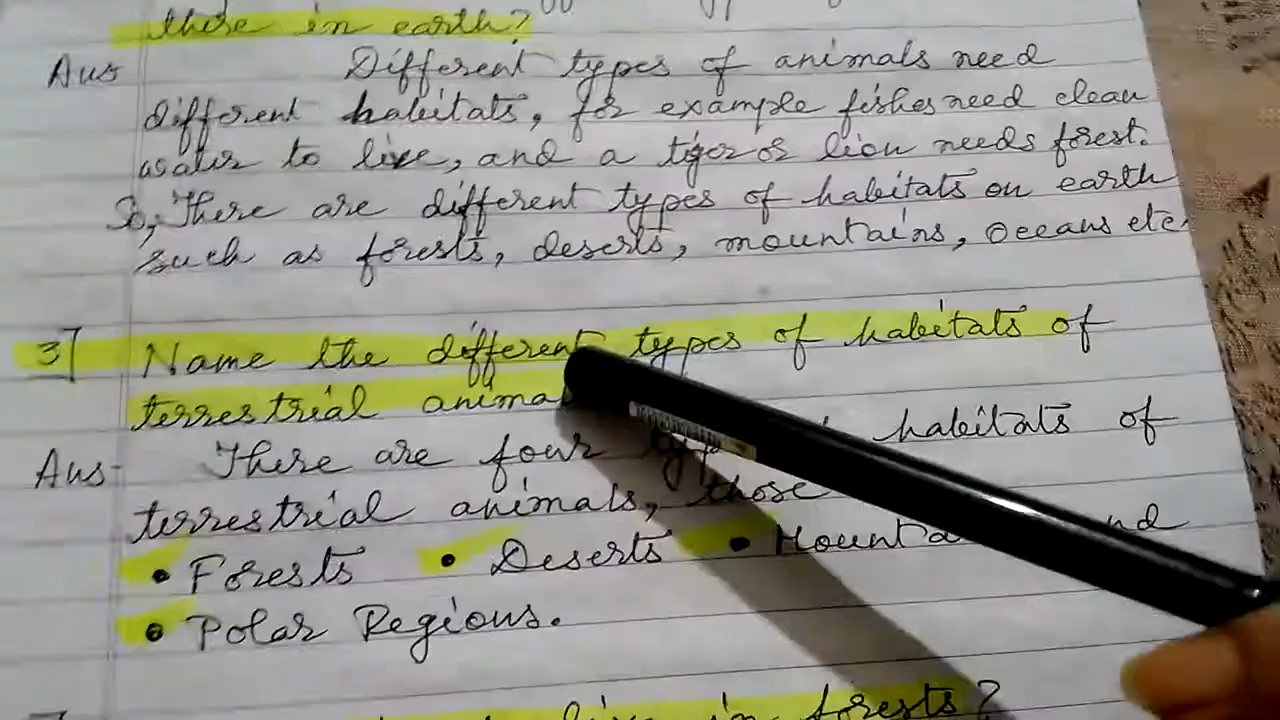 there in earth?
Ans Different types of animals need
different habitats, for example fishes need clean
water to live, and a tiger or lion needs forest.
So, There are different types of habitats on earth
such as forests, deserts, mountains, oceans etc.
3] Name the different types of habitats of
terrestrial
Ans- There are four habitats of
terrestrial animals, those
• Forests • Deserts •
• Polar Regions.
in forests?